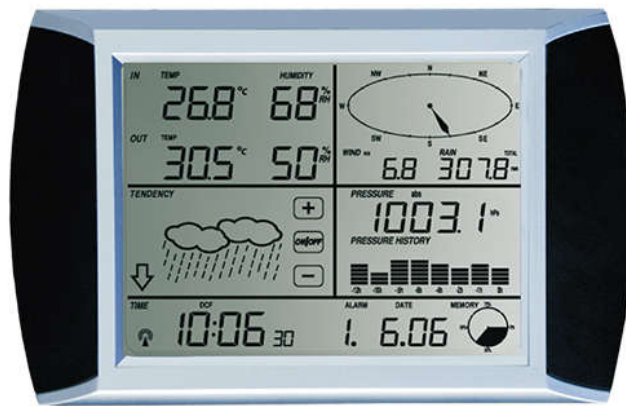 IN TEMP HUMIDITY
26.8 °C 68 % RH
OUT TEMP
30.5 °C 50 % RH
N
NW NE
W E
SW SE
S
WIND RAIN TOTAL
6.8 307.8
TENDENCY
+
ON/OFF
−
PRESSURE abs
1003.1 hPa
PRESSURE HISTORY
TIME DCF ALARM DATE MEMORY
10:06 30 1. 6.06